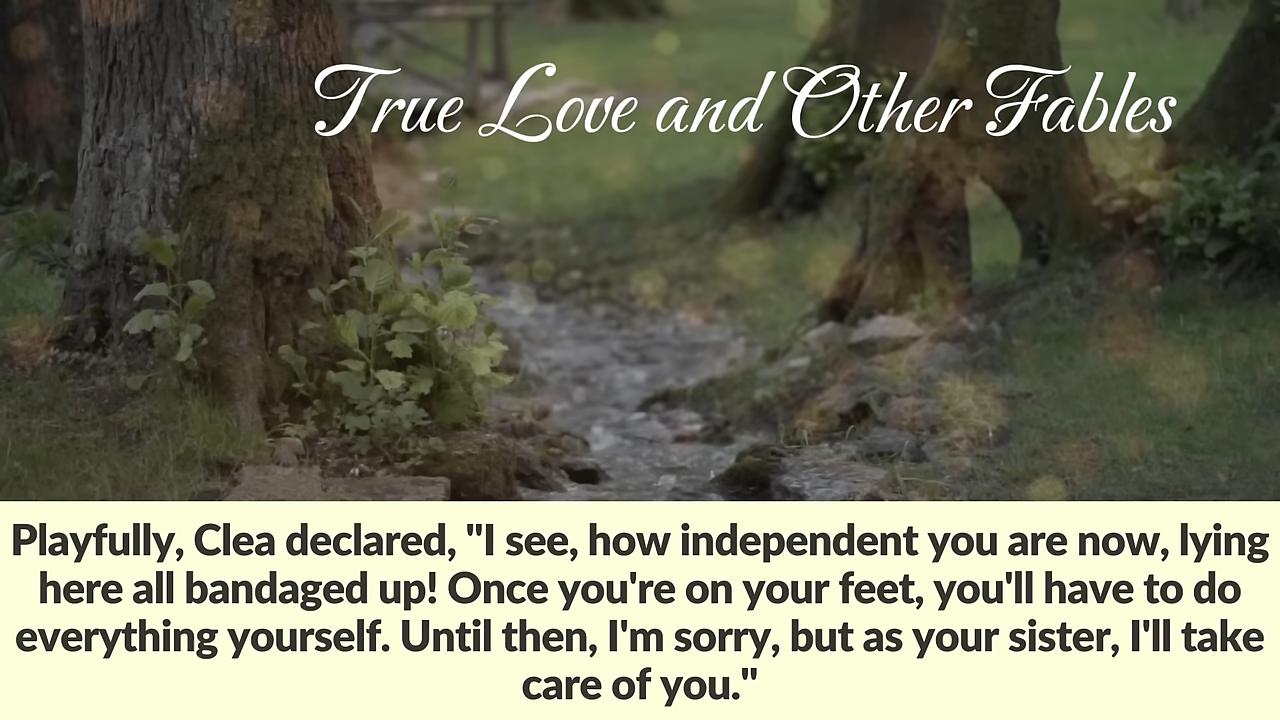 True Love and Other Fables
Playfully, Clea declared, "I see, how independent you are now, lying
here all bandaged up! Once you're on your feet, you'll have to do
everything yourself. Until then, I'm sorry, but as your sister, I'll take
care of you."